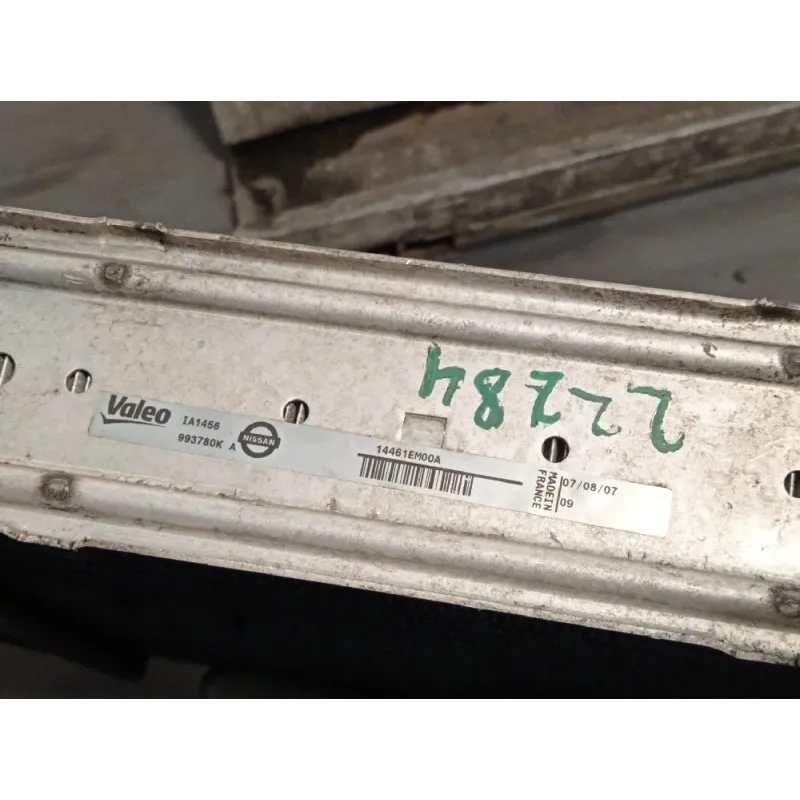 22284
Valeo
IA1456
993780K A
NISSAN
14461EM00A
MADE IN
FRANCE
07/08/07
09